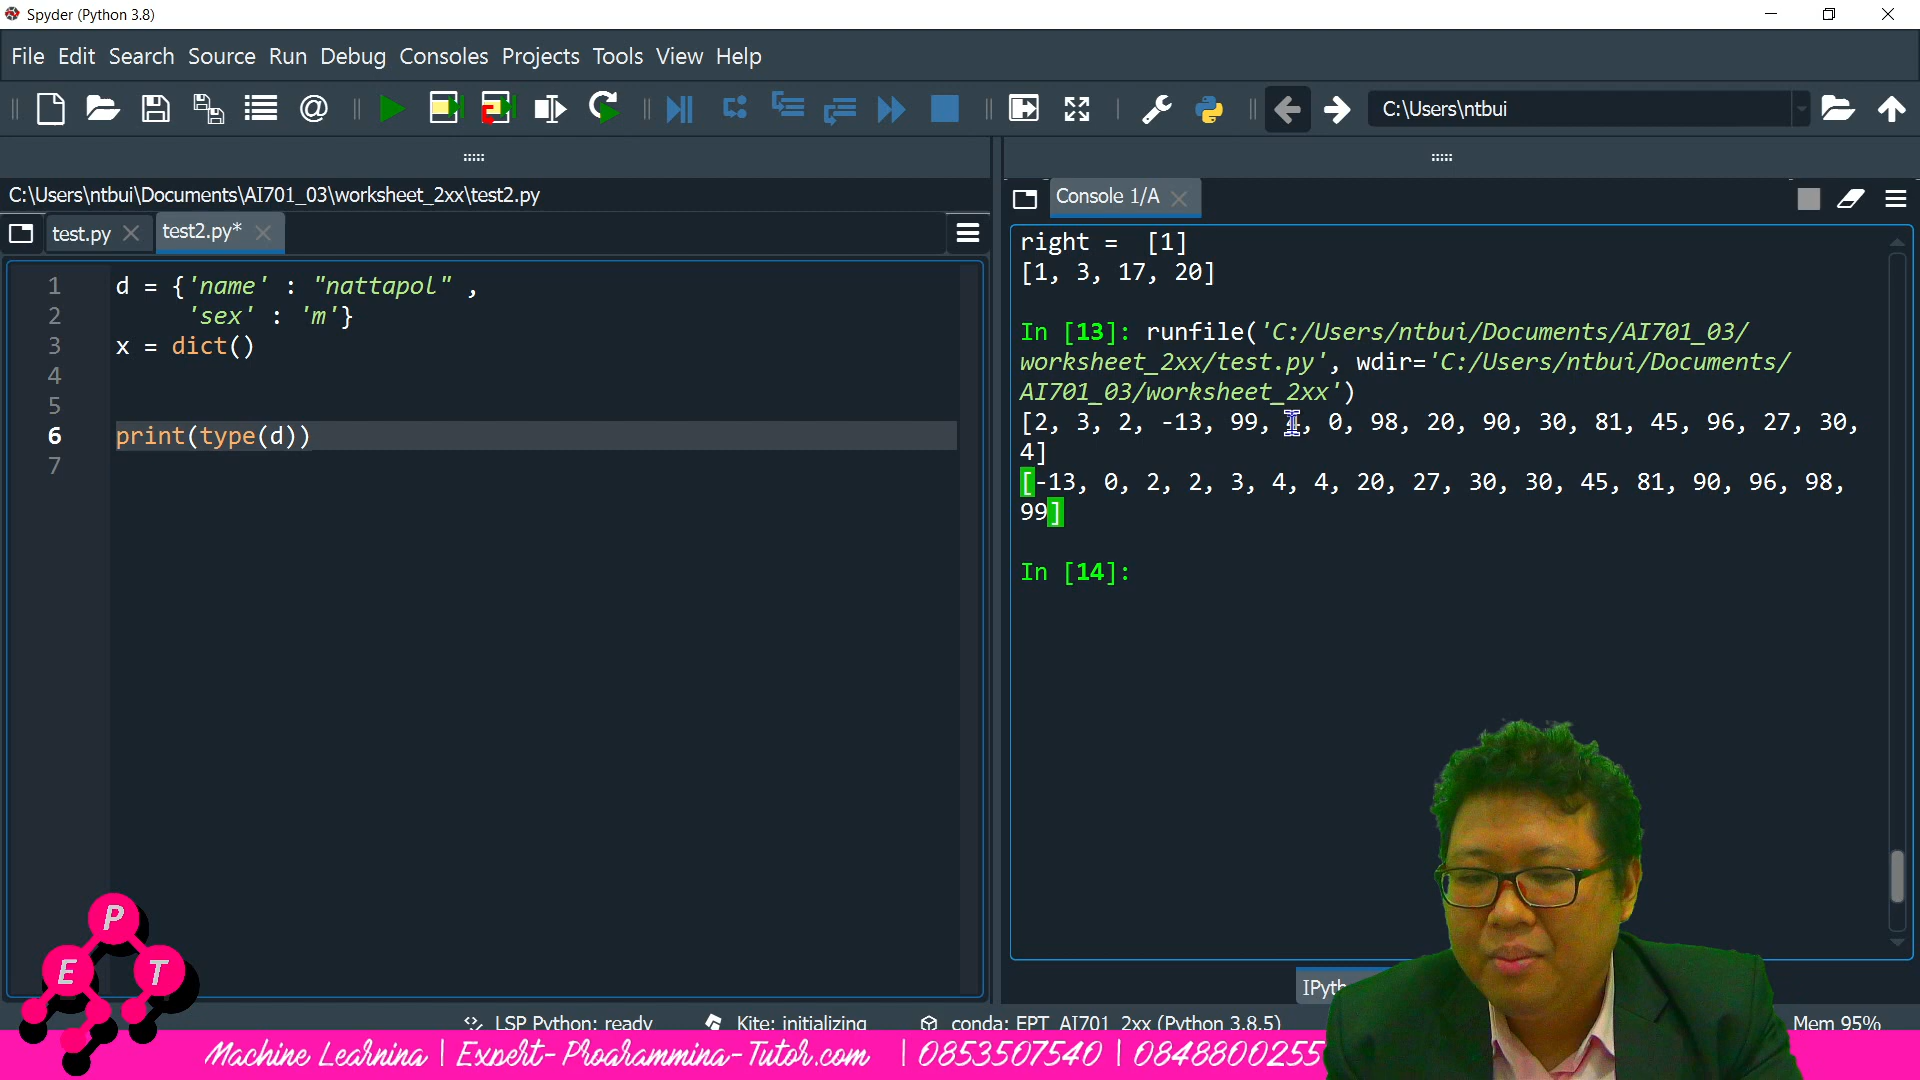 Spyder (Python 3.8)
File Edit Search Source Run Debug Consoles Projects Tools View Help
C:\Users\ntbui
C:\Users\ntbui\Documents\AI701_03\worksheet_2xx\test2.py
test.py test2.py*
1 d = {'name' : "nattapol" ,
2 'sex' : 'm'}
3 x = dict()
4
5
6 print(type(d))
7
Console 1/A
right = [1]
[1, 3, 17, 20]
In [13]: runfile('C:/Users/ntbui/Documents/AI701_03/
worksheet_2xx/test.py', wdir='C:/Users/ntbui/Documents/
AI701_03/worksheet_2xx')
[2, 3, 2, -13, 99, 4, 0, 98, 20, 90, 30, 81, 45, 96, 27, 30,
4]
[-13, 0, 2, 2, 3, 4, 4, 20, 27, 30, 30, 45, 81, 90, 96, 98,
99]
In [14]:
P
E T
LSP Python: ready Kite: initializing conda: EPT_AI701_2xx (Python 3.8.5) Mem 95%
Machine Learning | Expert-Programming-Tutor.com | 0853507540 | 0848800255